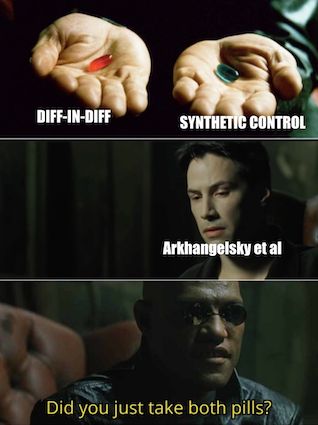 DIFF-IN-DIFF
SYNTHETIC CONTROL
Arkhangelsky et al
Did you just take both pills?